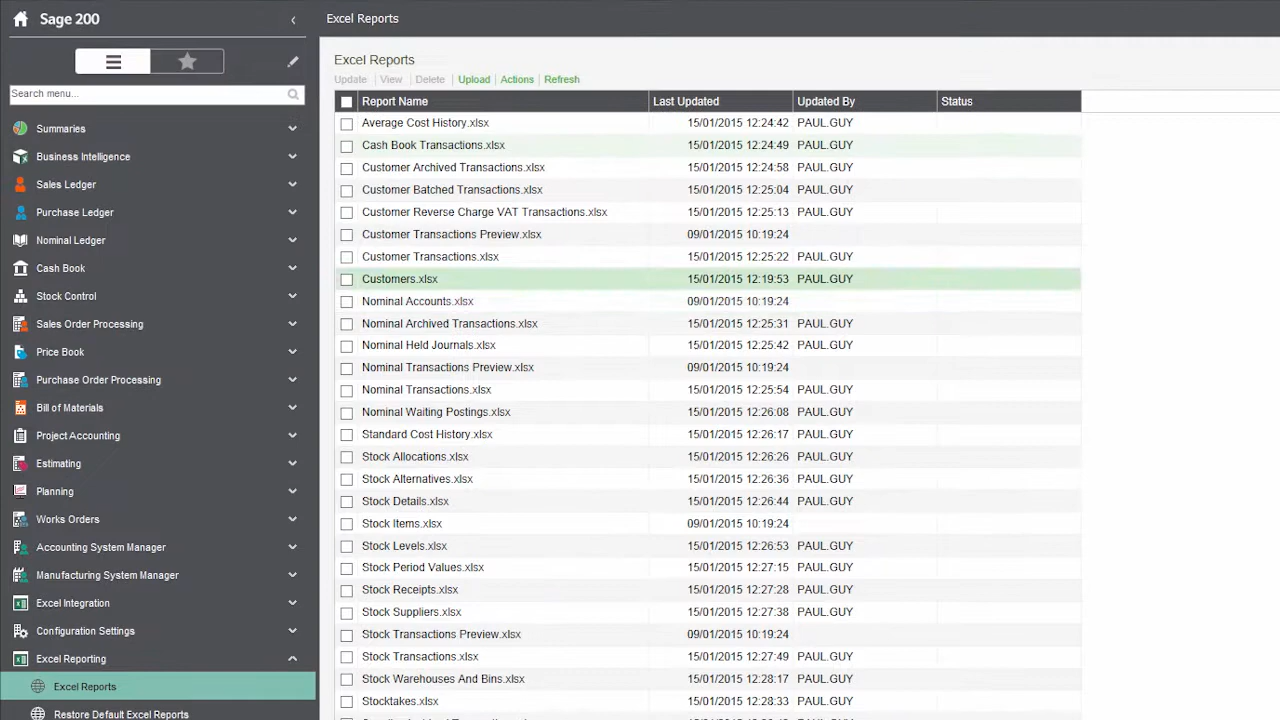 Sage 200
Search menu...
Summaries
Business Intelligence
Sales Ledger
Purchase Ledger
Nominal Ledger
Cash Book
Stock Control
Sales Order Processing
Price Book
Purchase Order Processing
Bill of Materials
Project Accounting
Estimating
Planning
Works Orders
Accounting System Manager
Manufacturing System Manager
Excel Integration
Configuration Settings
Excel Reporting
Excel Reports
Restore Default Excel Reports
Excel Reports
Excel Reports
Update | View | Delete | Upload | Actions | Refresh
Report Name Last Updated Updated By Status
Average Cost History.xlsx 15/01/2015 12:24:42 PAUL.GUY
Cash Book Transactions.xlsx 15/01/2015 12:24:49 PAUL.GUY
Customer Archived Transactions.xlsx 15/01/2015 12:24:58 PAUL.GUY
Customer Batched Transactions.xlsx 15/01/2015 12:25:04 PAUL.GUY
Customer Reverse Charge VAT Transactions.xlsx 15/01/2015 12:25:13 PAUL.GUY
Customer Transactions Preview.xlsx 09/01/2015 10:19:24
Customer Transactions.xlsx 15/01/2015 12:25:22 PAUL.GUY
Customers.xlsx 15/01/2015 12:19:53 PAUL.GUY
Nominal Accounts.xlsx 09/01/2015 10:19:24
Nominal Archived Transactions.xlsx 15/01/2015 12:25:31 PAUL.GUY
Nominal Held Journals.xlsx 15/01/2015 12:25:42 PAUL.GUY
Nominal Transactions Preview.xlsx 09/01/2015 10:19:24
Nominal Transactions.xlsx 15/01/2015 12:25:54 PAUL.GUY
Nominal Waiting Postings.xlsx 15/01/2015 12:26:08 PAUL.GUY
Standard Cost History.xlsx 15/01/2015 12:26:17 PAUL.GUY
Stock Allocations.xlsx 15/01/2015 12:26:26 PAUL.GUY
Stock Alternatives.xlsx 15/01/2015 12:26:36 PAUL.GUY
Stock Details.xlsx 15/01/2015 12:26:44 PAUL.GUY
Stock Items.xlsx 09/01/2015 10:19:24
Stock Levels.xlsx 15/01/2015 12:26:53 PAUL.GUY
Stock Period Values.xlsx 15/01/2015 12:27:15 PAUL.GUY
Stock Receipts.xlsx 15/01/2015 12:27:28 PAUL.GUY
Stock Suppliers.xlsx 15/01/2015 12:27:38 PAUL.GUY
Stock Transactions Preview.xlsx 09/01/2015 10:19:24
Stock Transactions.xlsx 15/01/2015 12:27:49 PAUL.GUY
Stock Warehouses And Bins.xlsx 15/01/2015 12:28:17 PAUL.GUY
Stocktakes.xlsx 15/01/2015 12:28:33 PAUL.GUY